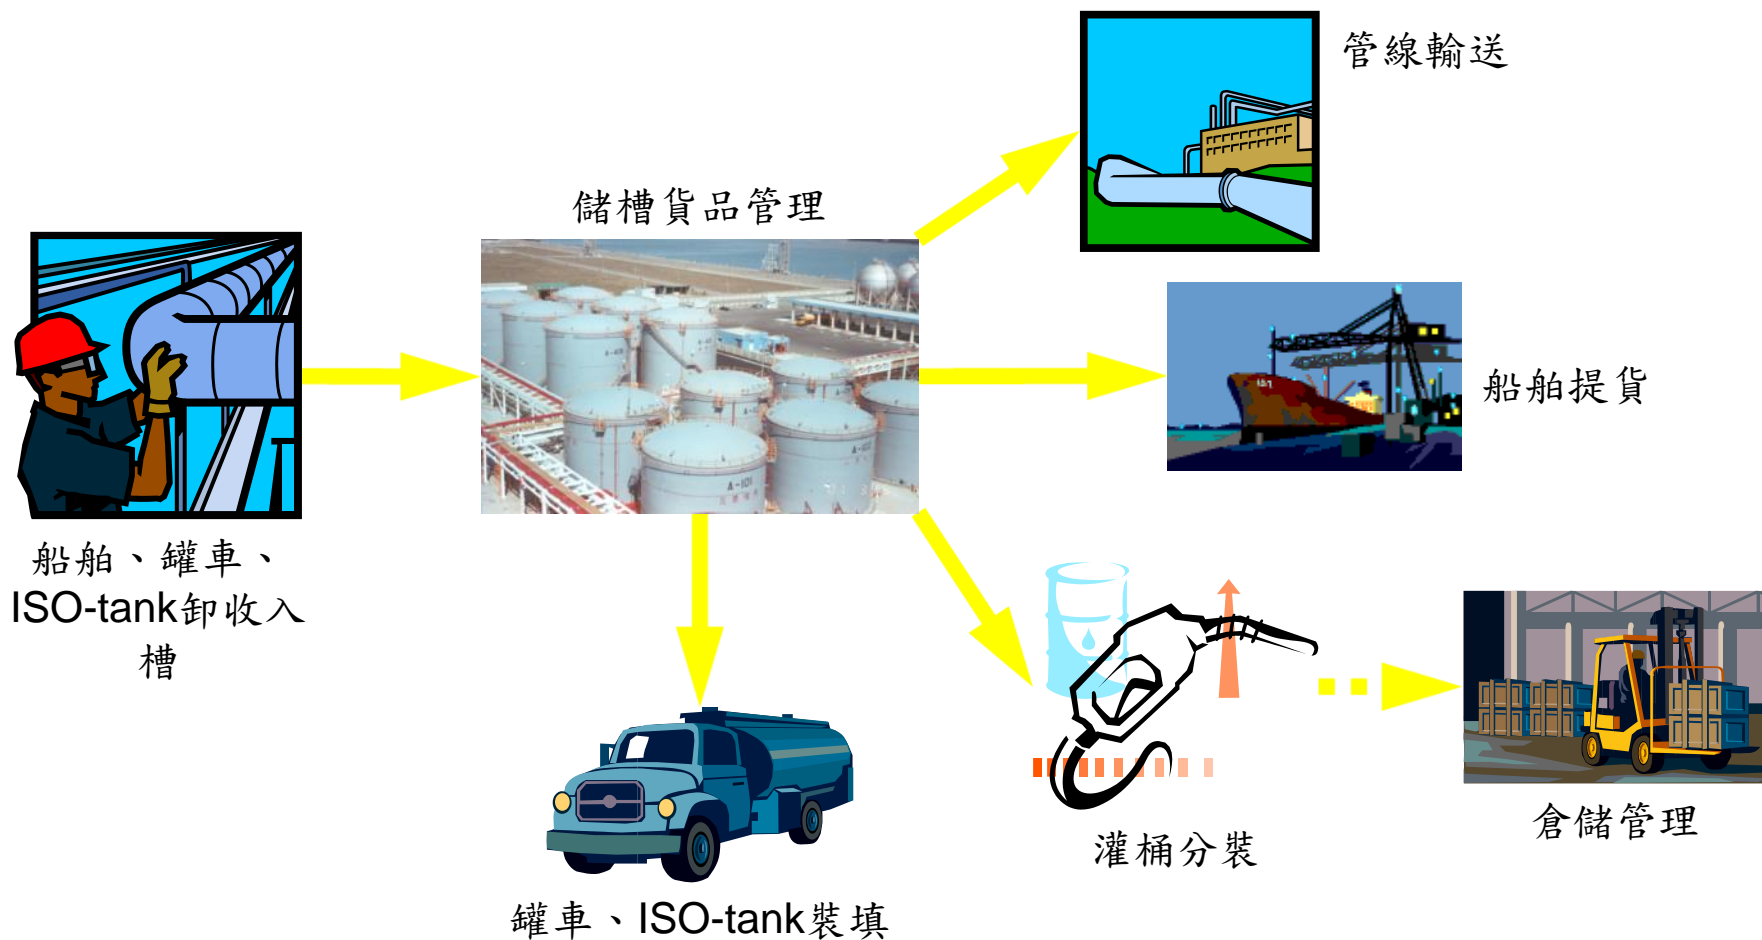 管線輸送
儲槽貨品管理
船舶提貨
船舶、罐車、
ISO-tank卸收入
槽
A-101
倉儲管理
灌桶分裝
罐車、ISO-tank裝填